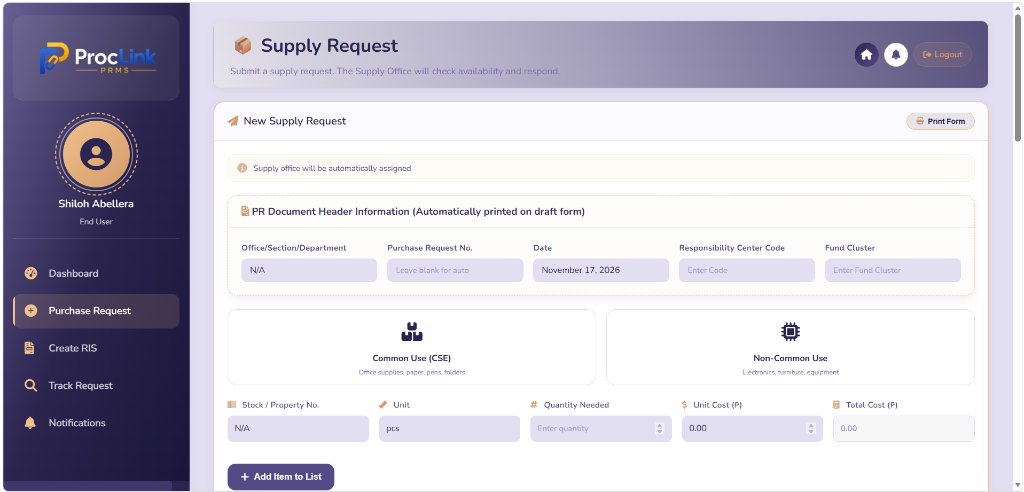 ProcLink
PRMS
Shiloh Abellera
End User
Dashboard
Purchase Request
Create RIS
Track Request
Notifications
Supply Request
Submit a supply request. The Supply Office will check availability and respond.
Logout
New Supply Request
Print Form
Supply office will be automatically assigned
PR Document Header Information (Automatically printed on draft form)
Office/Section/Department
N/A
Purchase Request No.
Leave blank for auto
Date
November 17, 2026
Responsibility Center Code
Enter Code
Fund Cluster
Enter Fund Cluster
Common Use (CSE)
Office supplies, paper, pens, folders
Non-Common Use
Electronics, furniture, equipment
Stock / Property No.
N/A
Unit
pcs
# Quantity Needed
Enter quantity
$ Unit Cost (₱)
0.00
Total Cost (₱)
0.00
+ Add Item to List